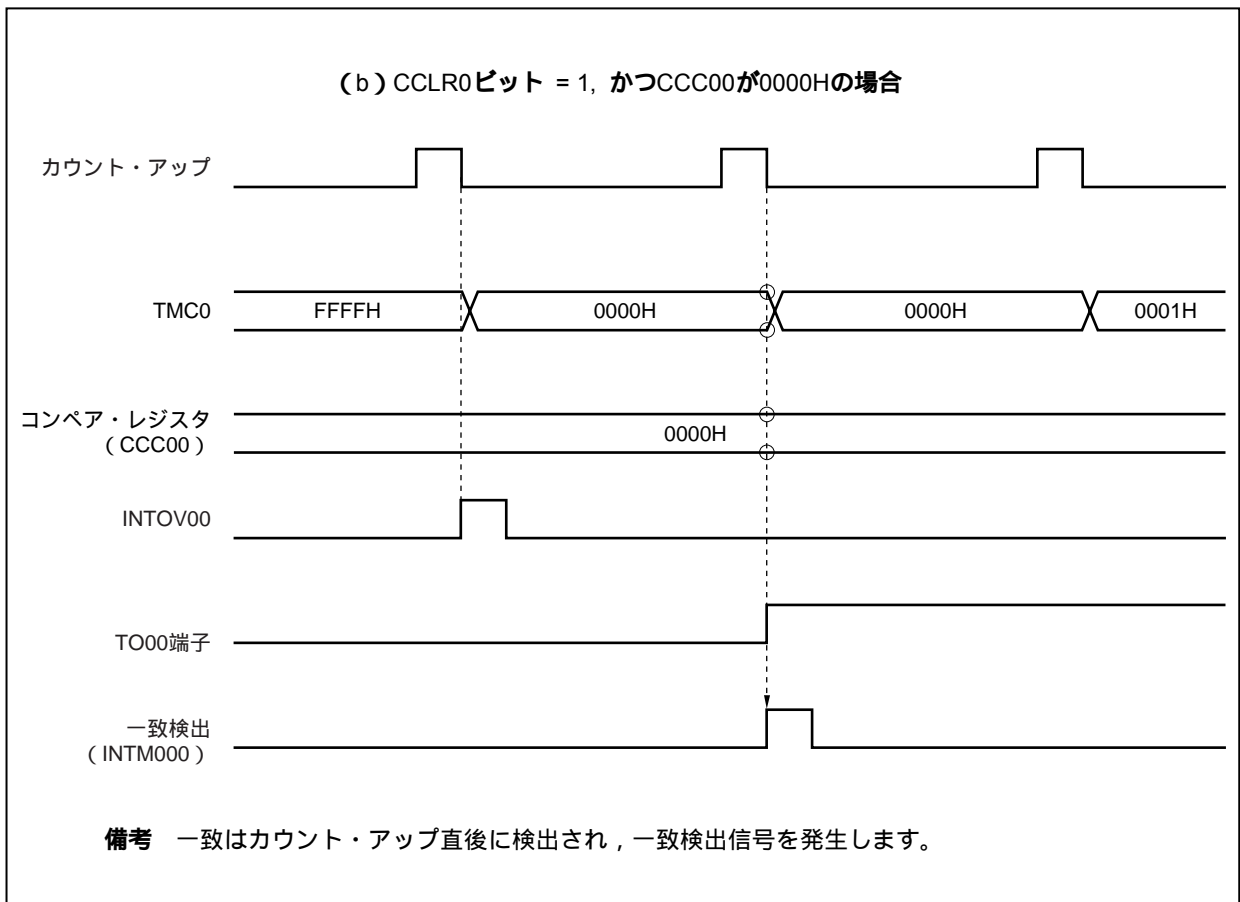 （b）CCLR0ビット = 1, かつCCC00が0000Hの場合
カウント・アップ
TMC0
FFFFH
0000H
0000H
0001H
コンペア・レジスタ
（CCC00）
0000H
INTOV00
TO00端子
一致検出
（INTM000）
備考　一致はカウント・アップ直後に検出され，一致検出信号を発生します。